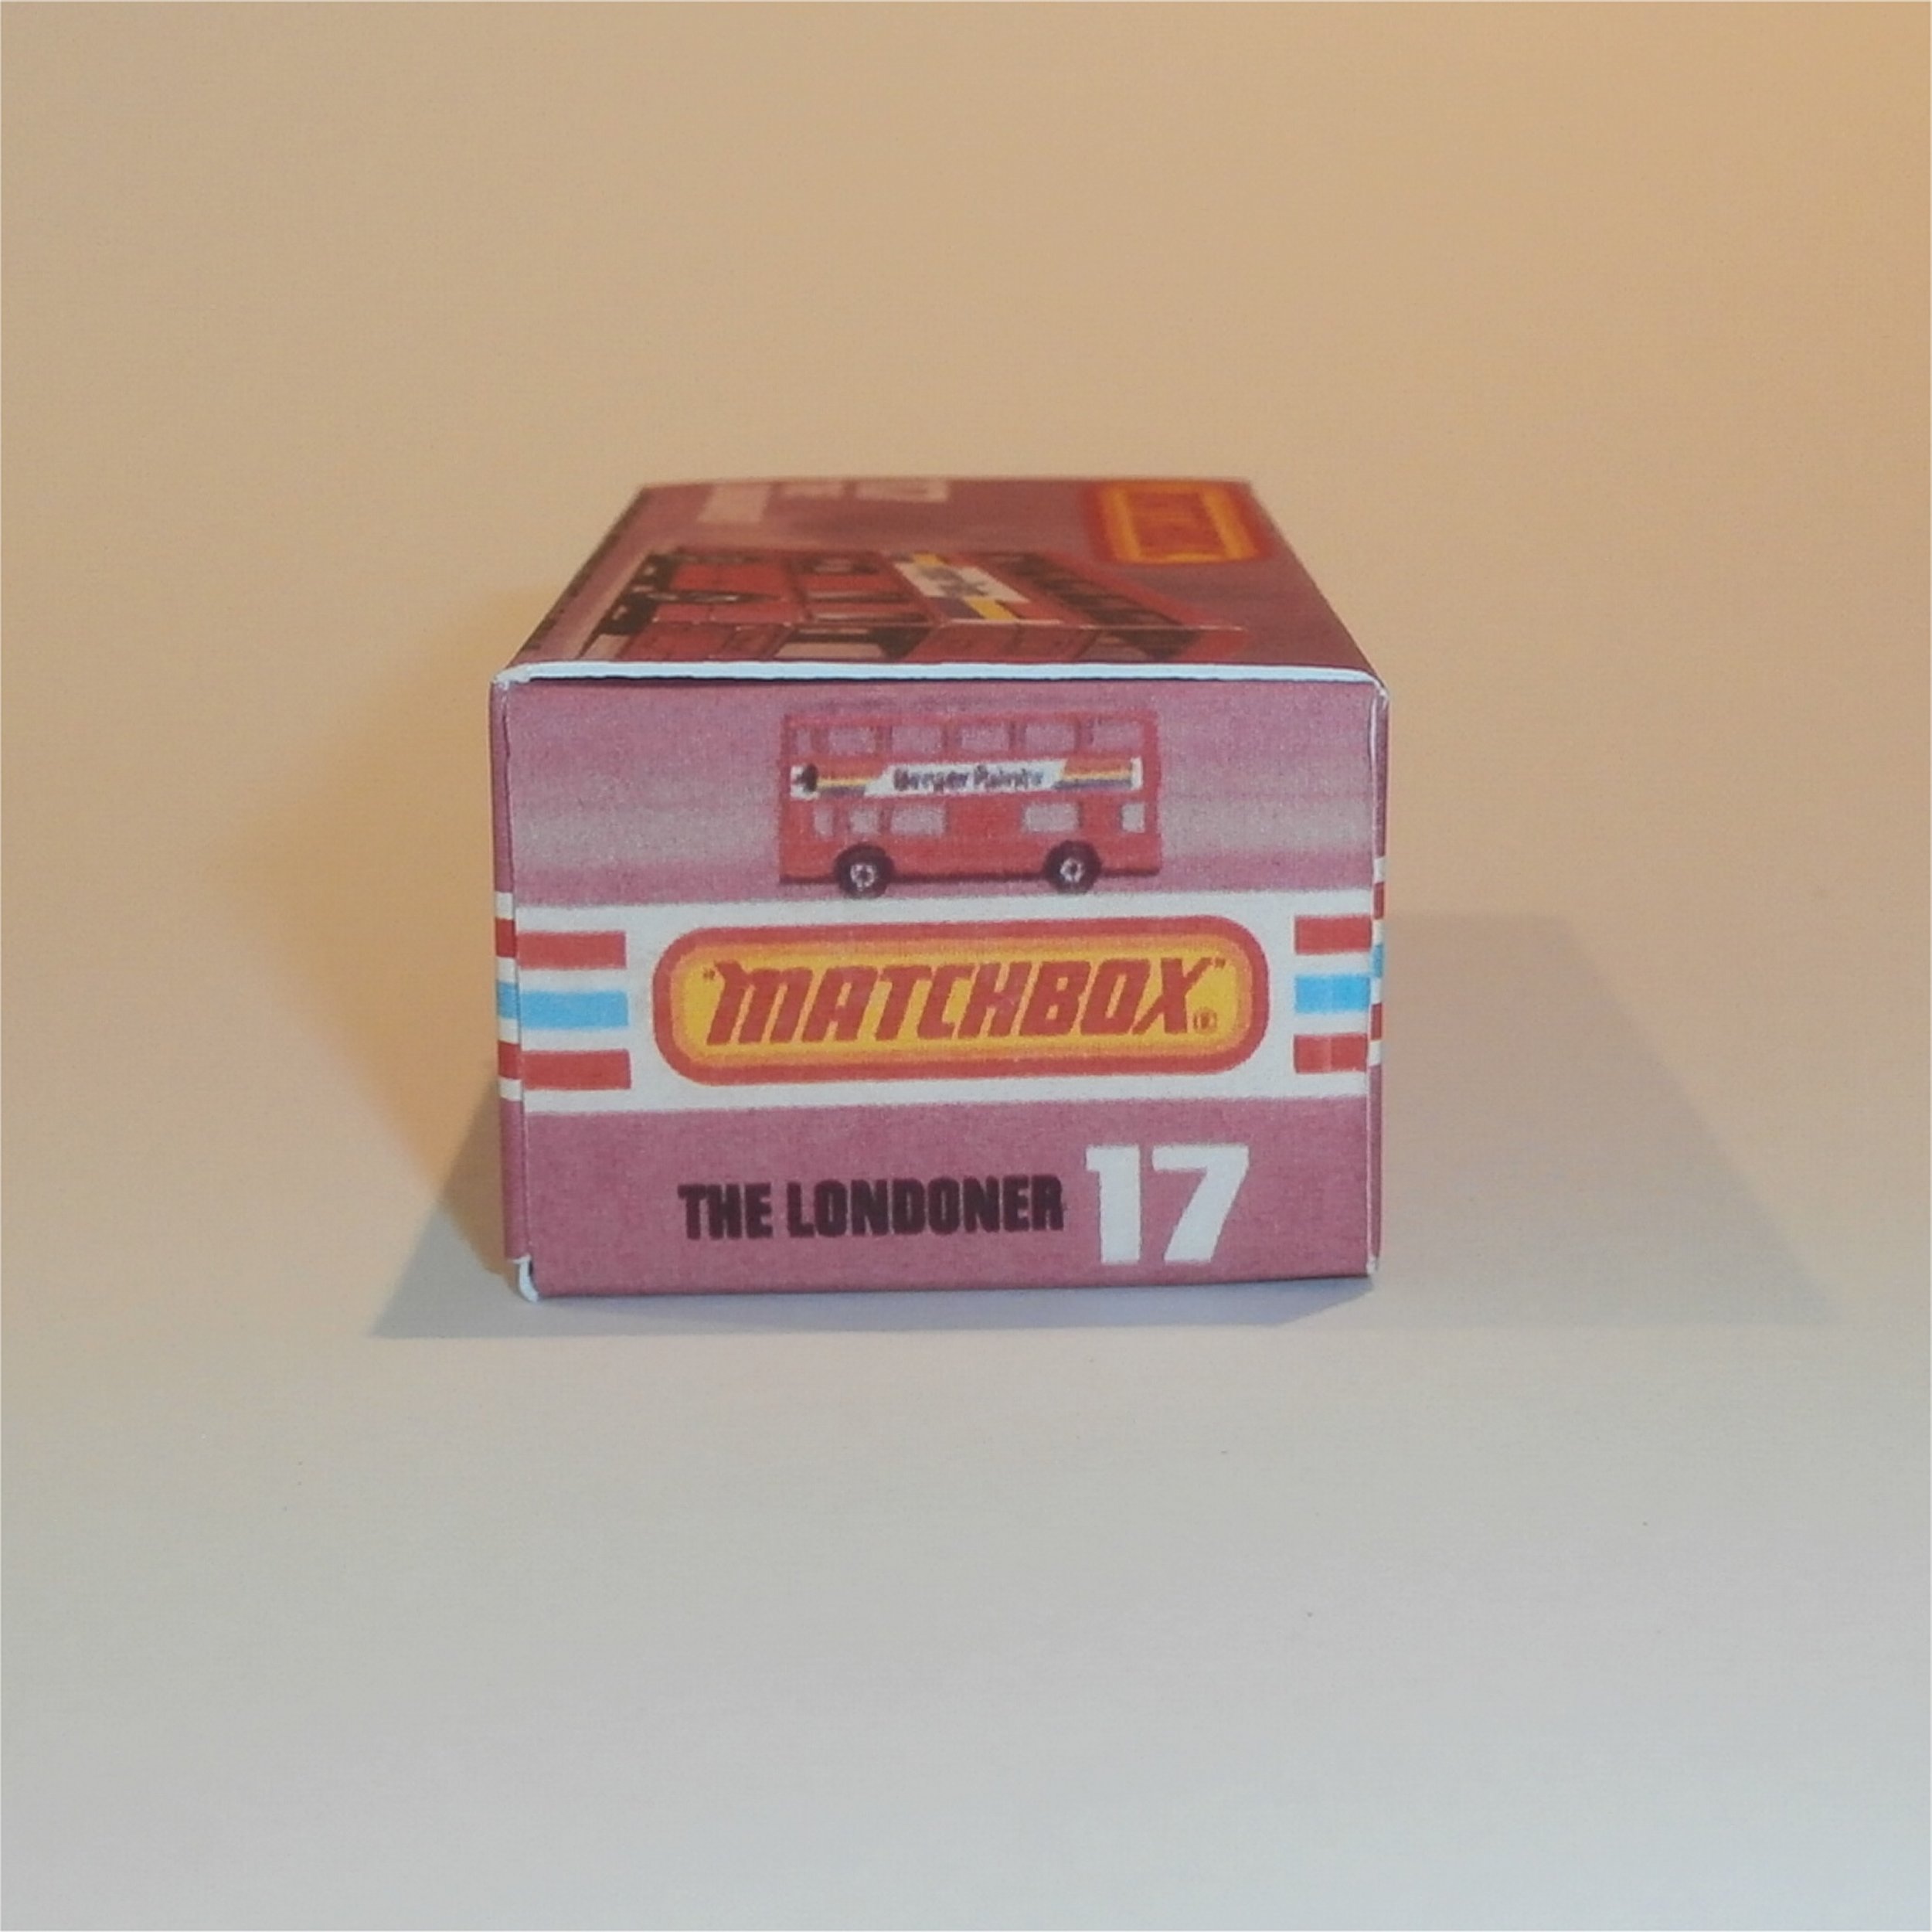 Berger Paints
"MATCHBOX"®
THE LONDONER 17